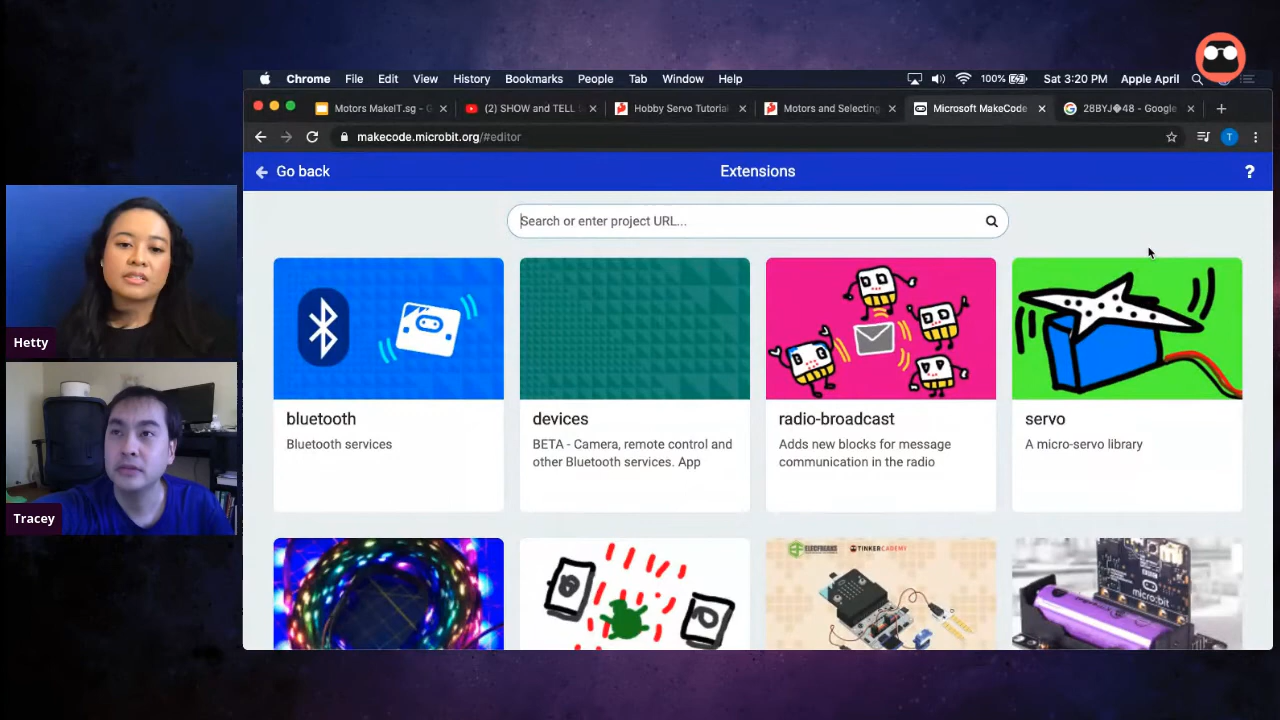 Chrome File Edit View History Bookmarks People Tab Window Help 100% Sat 3:20 PM Apple April
Motors MakeIT.sg - G
(2) SHOW and TELL
Hobby Servo Tutorial
Motors and Selecting
Microsoft MakeCode
28BYJ�48 - Google
makecode.microbit.org/#editor
T
Go back
Extensions
?
Search or enter project URL...
bluetooth
Bluetooth services
devices
BETA - Camera, remote control and
other Bluetooth services. App
radio-broadcast
Adds new blocks for message
communication in the radio
servo
A micro-servo library
ELECFREAKS
TINKERCADEMY
micro:bit
Hetty
Tracey